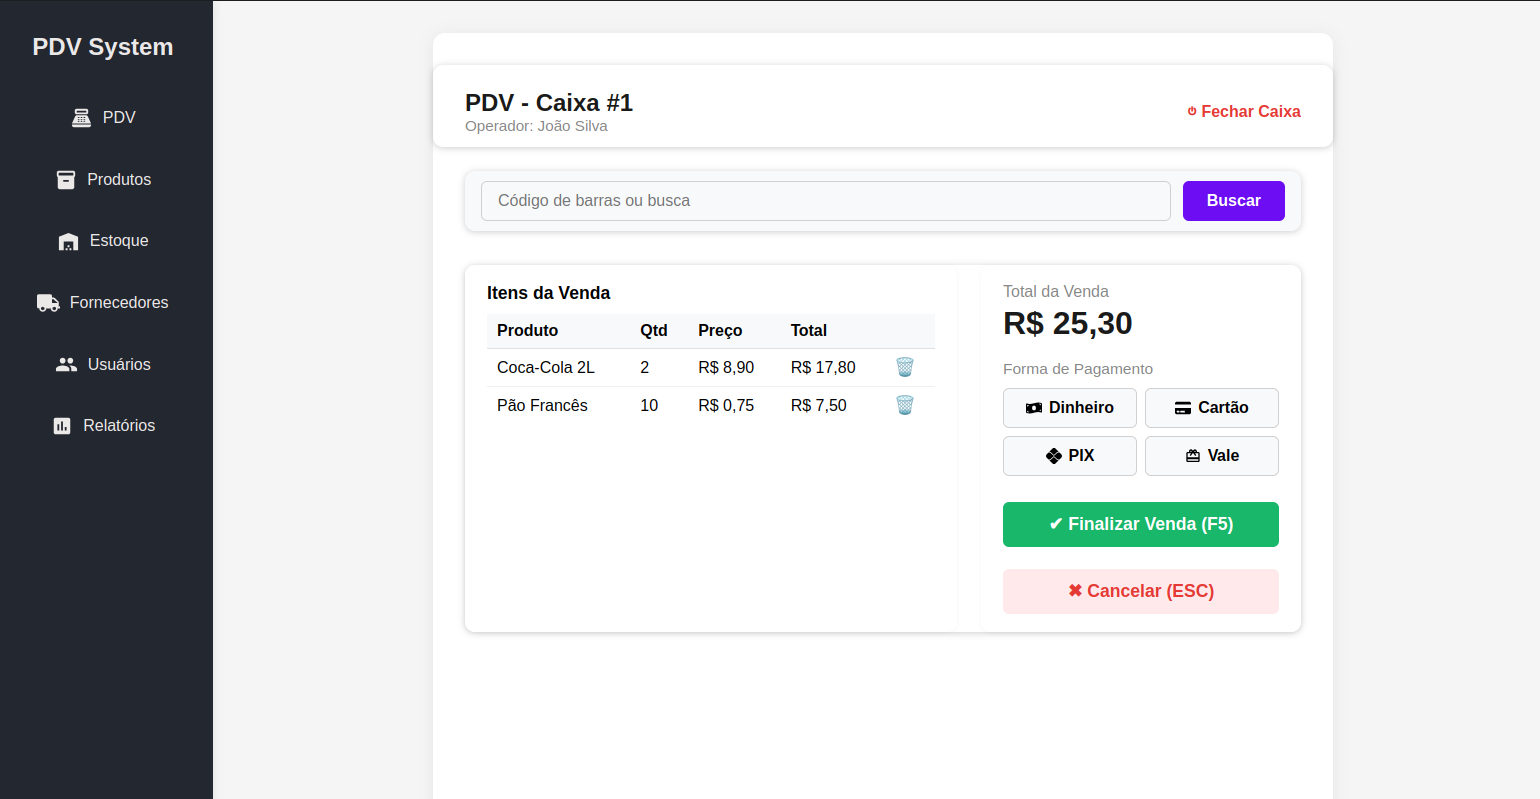 PDV System
PDV
Produtos
Estoque
Fornecedores
Usuários
Relatórios
PDV - Caixa #1
Operador: João Silva
Fechar Caixa
Código de barras ou busca
Buscar
Itens da Venda
Produto Qtd Preço Total
Coca-Cola 2L 2 R$ 8,90 R$ 17,80
Pão Francês 10 R$ 0,75 R$ 7,50
Total da Venda
R$ 25,30
Forma de Pagamento
Dinheiro Cartão
PIX Vale
✔ Finalizar Venda (F5)
✖ Cancelar (ESC)